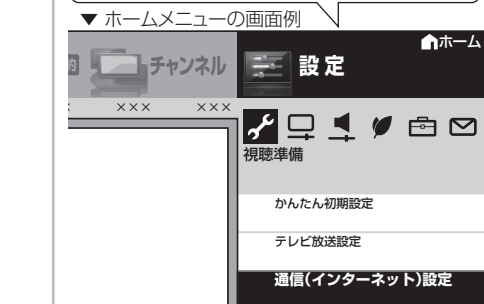 ▼ ホームメニューの画面例
ホーム
チャンネル
設定
××× ×××
視聴準備
かんたん初期設定
テレビ放送設定
通信(インターネット)設定